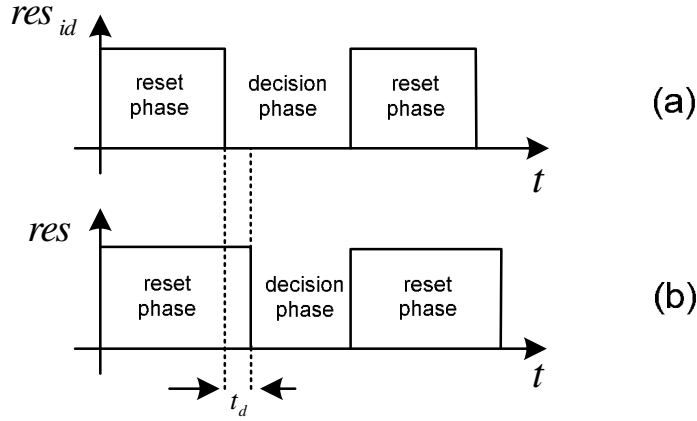 res id
reset phase
decision phase
reset phase
(a)
t
res
reset phase
decision phase
reset phase
(b)
t
t d